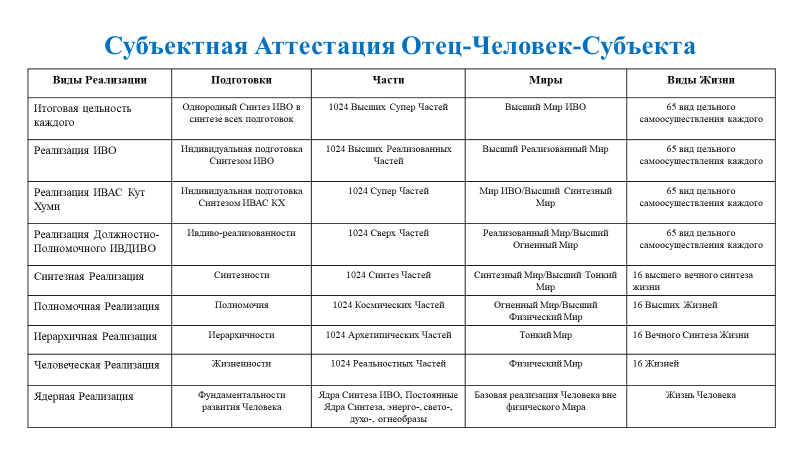 Субъектная Аттестация Отец-Человек-Субъекта
Виды Реализации
Подготовки
Части
Миры
Виды Жизни
Итоговая цельность
каждого
Однородный Синтез ИВО в
синтезе всех подготовок
1024 Высших Супер Частей
Высший Мир ИВО
65 вид цельного
самоосуществления каждого
Реализация ИВО
Индивидуальная подготовка
Синтезом ИВО
1024 Высших Реализованных
Частей
Высший Реализованный Мир
65 вид цельного
самоосуществления каждого
Реализация ИВАС Кут
Хуми
Индивидуальная подготовка
Синтезом ИВАС КХ
1024 Супер Частей
Мир ИВО/Высший Синтезный
Мир
65 вид цельного
самоосуществления каждого
Реализация Должностно-
Полномочного ИВДИВО
Ивдиво-реализованности
1024 Сверх Частей
Реализованный Мир/Высший
Огненный Мир
65 вид цельного
самоосуществления каждого
Синтезная Реализация
Синтезности
1024 Синтез Частей
Синтезный Мир/Высший Тонкий
Мир
16 высшего вечного синтеза
жизни
Полномочная Реализация
Полномочия
1024 Космических Частей
Огненный Мир/Высший
Физический Мир
16 Высших Жизней
Иерархичная Реализация
Иерархичности
1024 Архетипических Частей
Тонкий Мир
16 Вечного Синтеза Жизни
Человеческая Реализация
Жизненности
1024 Реальностных Частей
Физический Мир
16 Жизней
Ядерная Реализация
Фундаментальности
развития Человека
Ядра Синтеза ИВО, Постоянные
Ядра Синтеза, энерго-, свето-,
духо-, огнеобразы
Базовая реализация Человека вне
физического Мира
Жизнь Человека